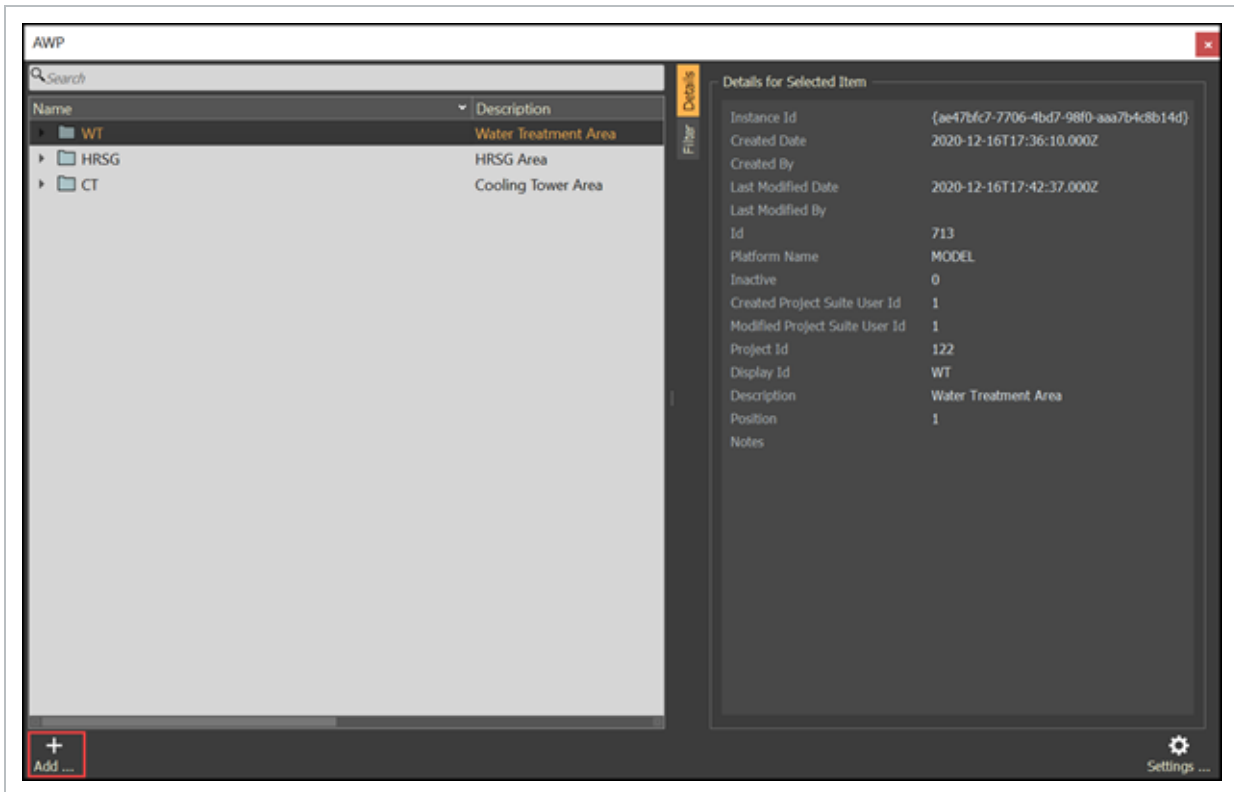 AWP
Search
Name Description
WT Water Treatment Area
HRSG HRSG Area
CT Cooling Tower Area
Details
Filter
Details for Selected Item
Instance Id {ae47bfc7-7706-4bd7-98f0-aaa7b4c8b14d}
Created Date 2020-12-16T17:36:10.000Z
Created By
Last Modified Date 2020-12-16T17:42:37.000Z
Last Modified By
Id 713
Platform Name MODEL
Inactive 0
Created Project Suite User Id 1
Modified Project Suite User Id 1
Project Id 122
Display Id WT
Description Water Treatment Area
Position 1
Notes
Add ...
Settings ...